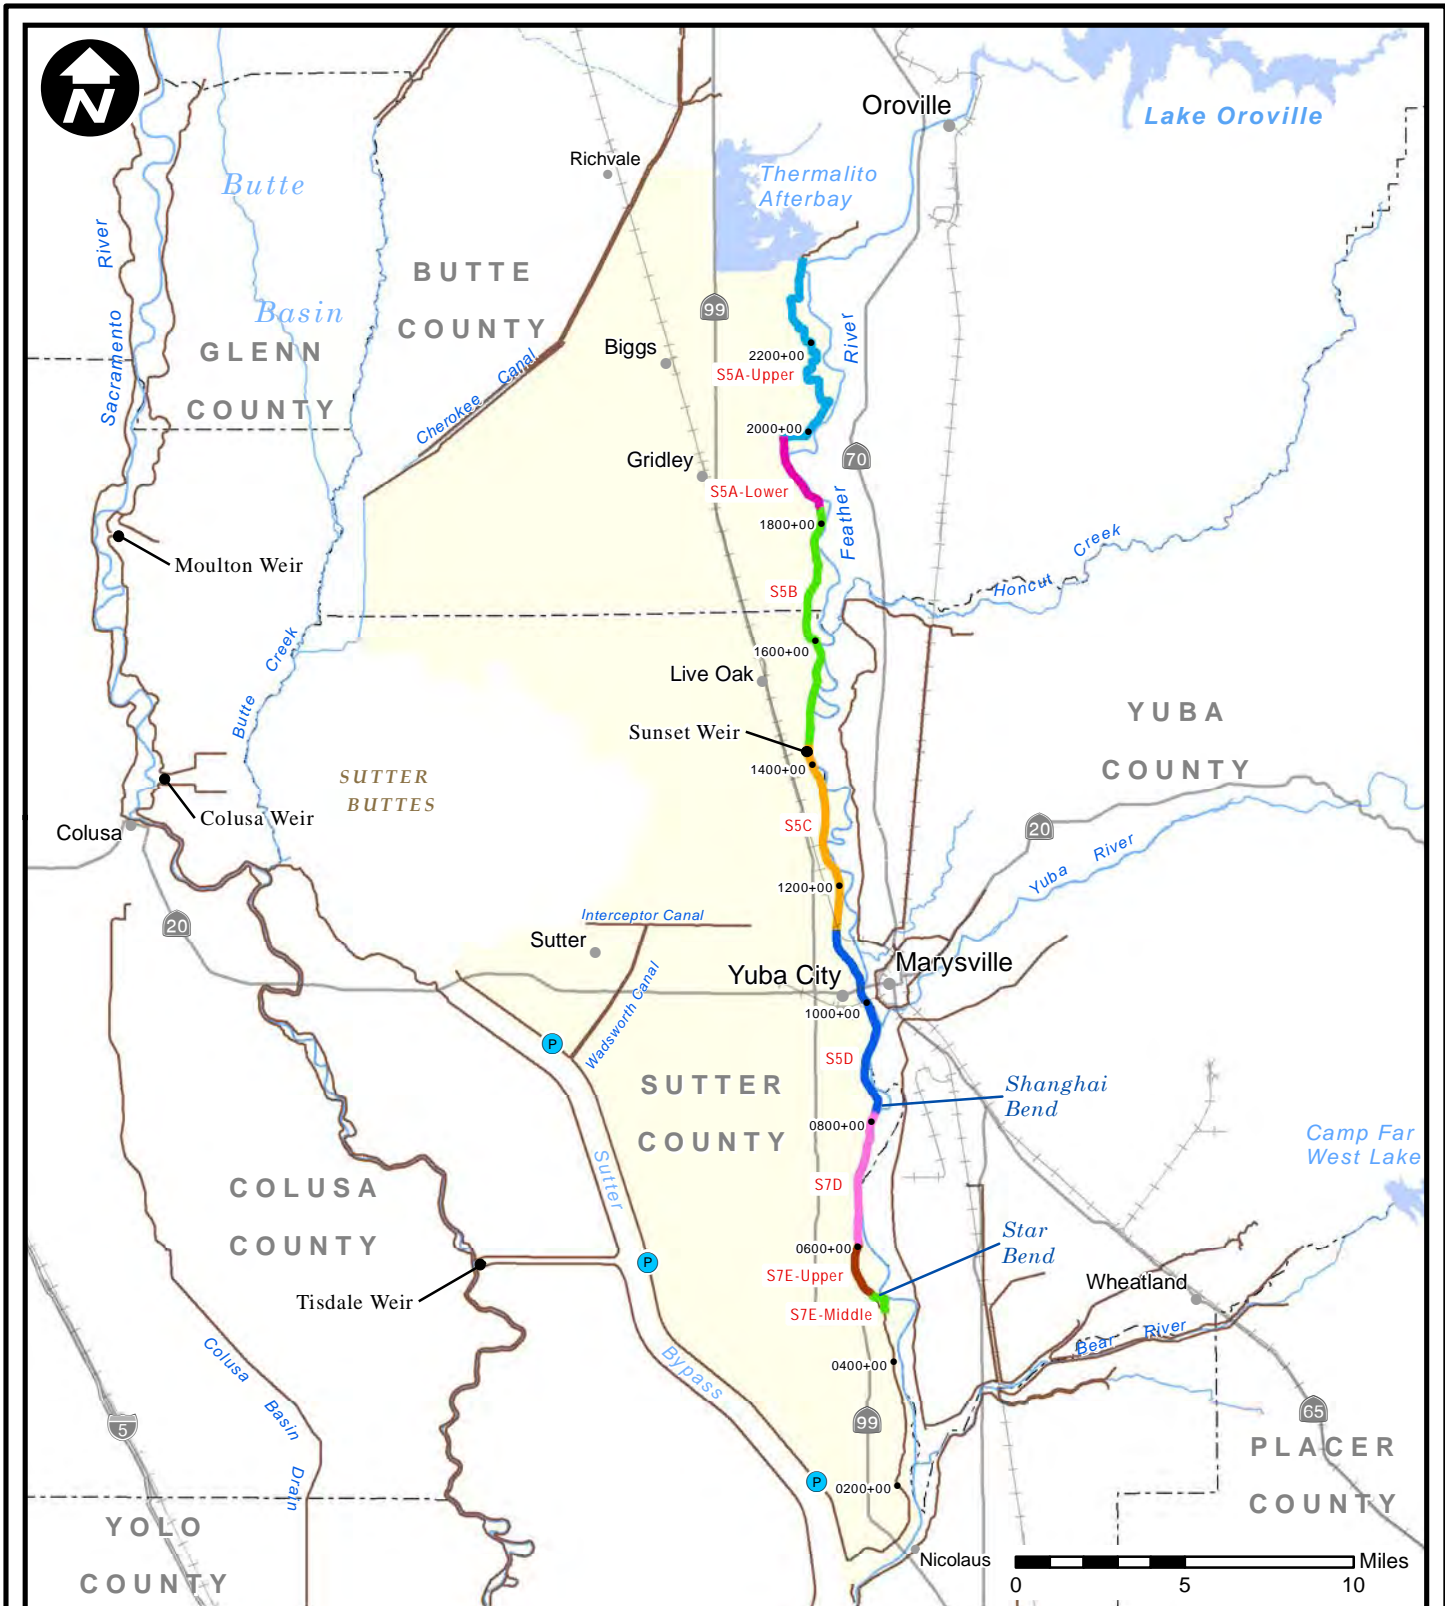 N
Oroville
Lake Oroville
Richvale
Thermalito
Afterbay
Butte
Basin
Sacramento River
BUTTE
COUNTY
GLENN
COUNTY
99
Biggs
Cherokee Canal
2200+00
S5A-Upper
Feather River
2000+00
Gridley
70
S5A-Lower
1800+00
Moulton Weir
Honcut Creek
S5B
1600+00
Butte Creek
Live Oak
YUBA
COUNTY
Sunset Weir
1400+00
SUTTER
BUTTES
Colusa Weir
Colusa
S5C
20
Yuba River
1200+00
20
Interceptor Canal
Sutter
Wadsworth Canal
Yuba City
Marysville
1000+00
P
S5D
SUTTER
COUNTY
Shanghai
Bend
0800+00
Camp Far
West Lake
COLUSA
COUNTY
Sutter Bypass
S7D
Star
Bend
0600+00
P
S7E-Upper
Wheatland
Tisdale Weir
S7E-Middle
Bear River
Colusa Basin Drain
0400+00
5
99
65
PLACER
COUNTY
P
0200+00
YOLO
COUNTY
Nicolaus
Miles
0 5 10